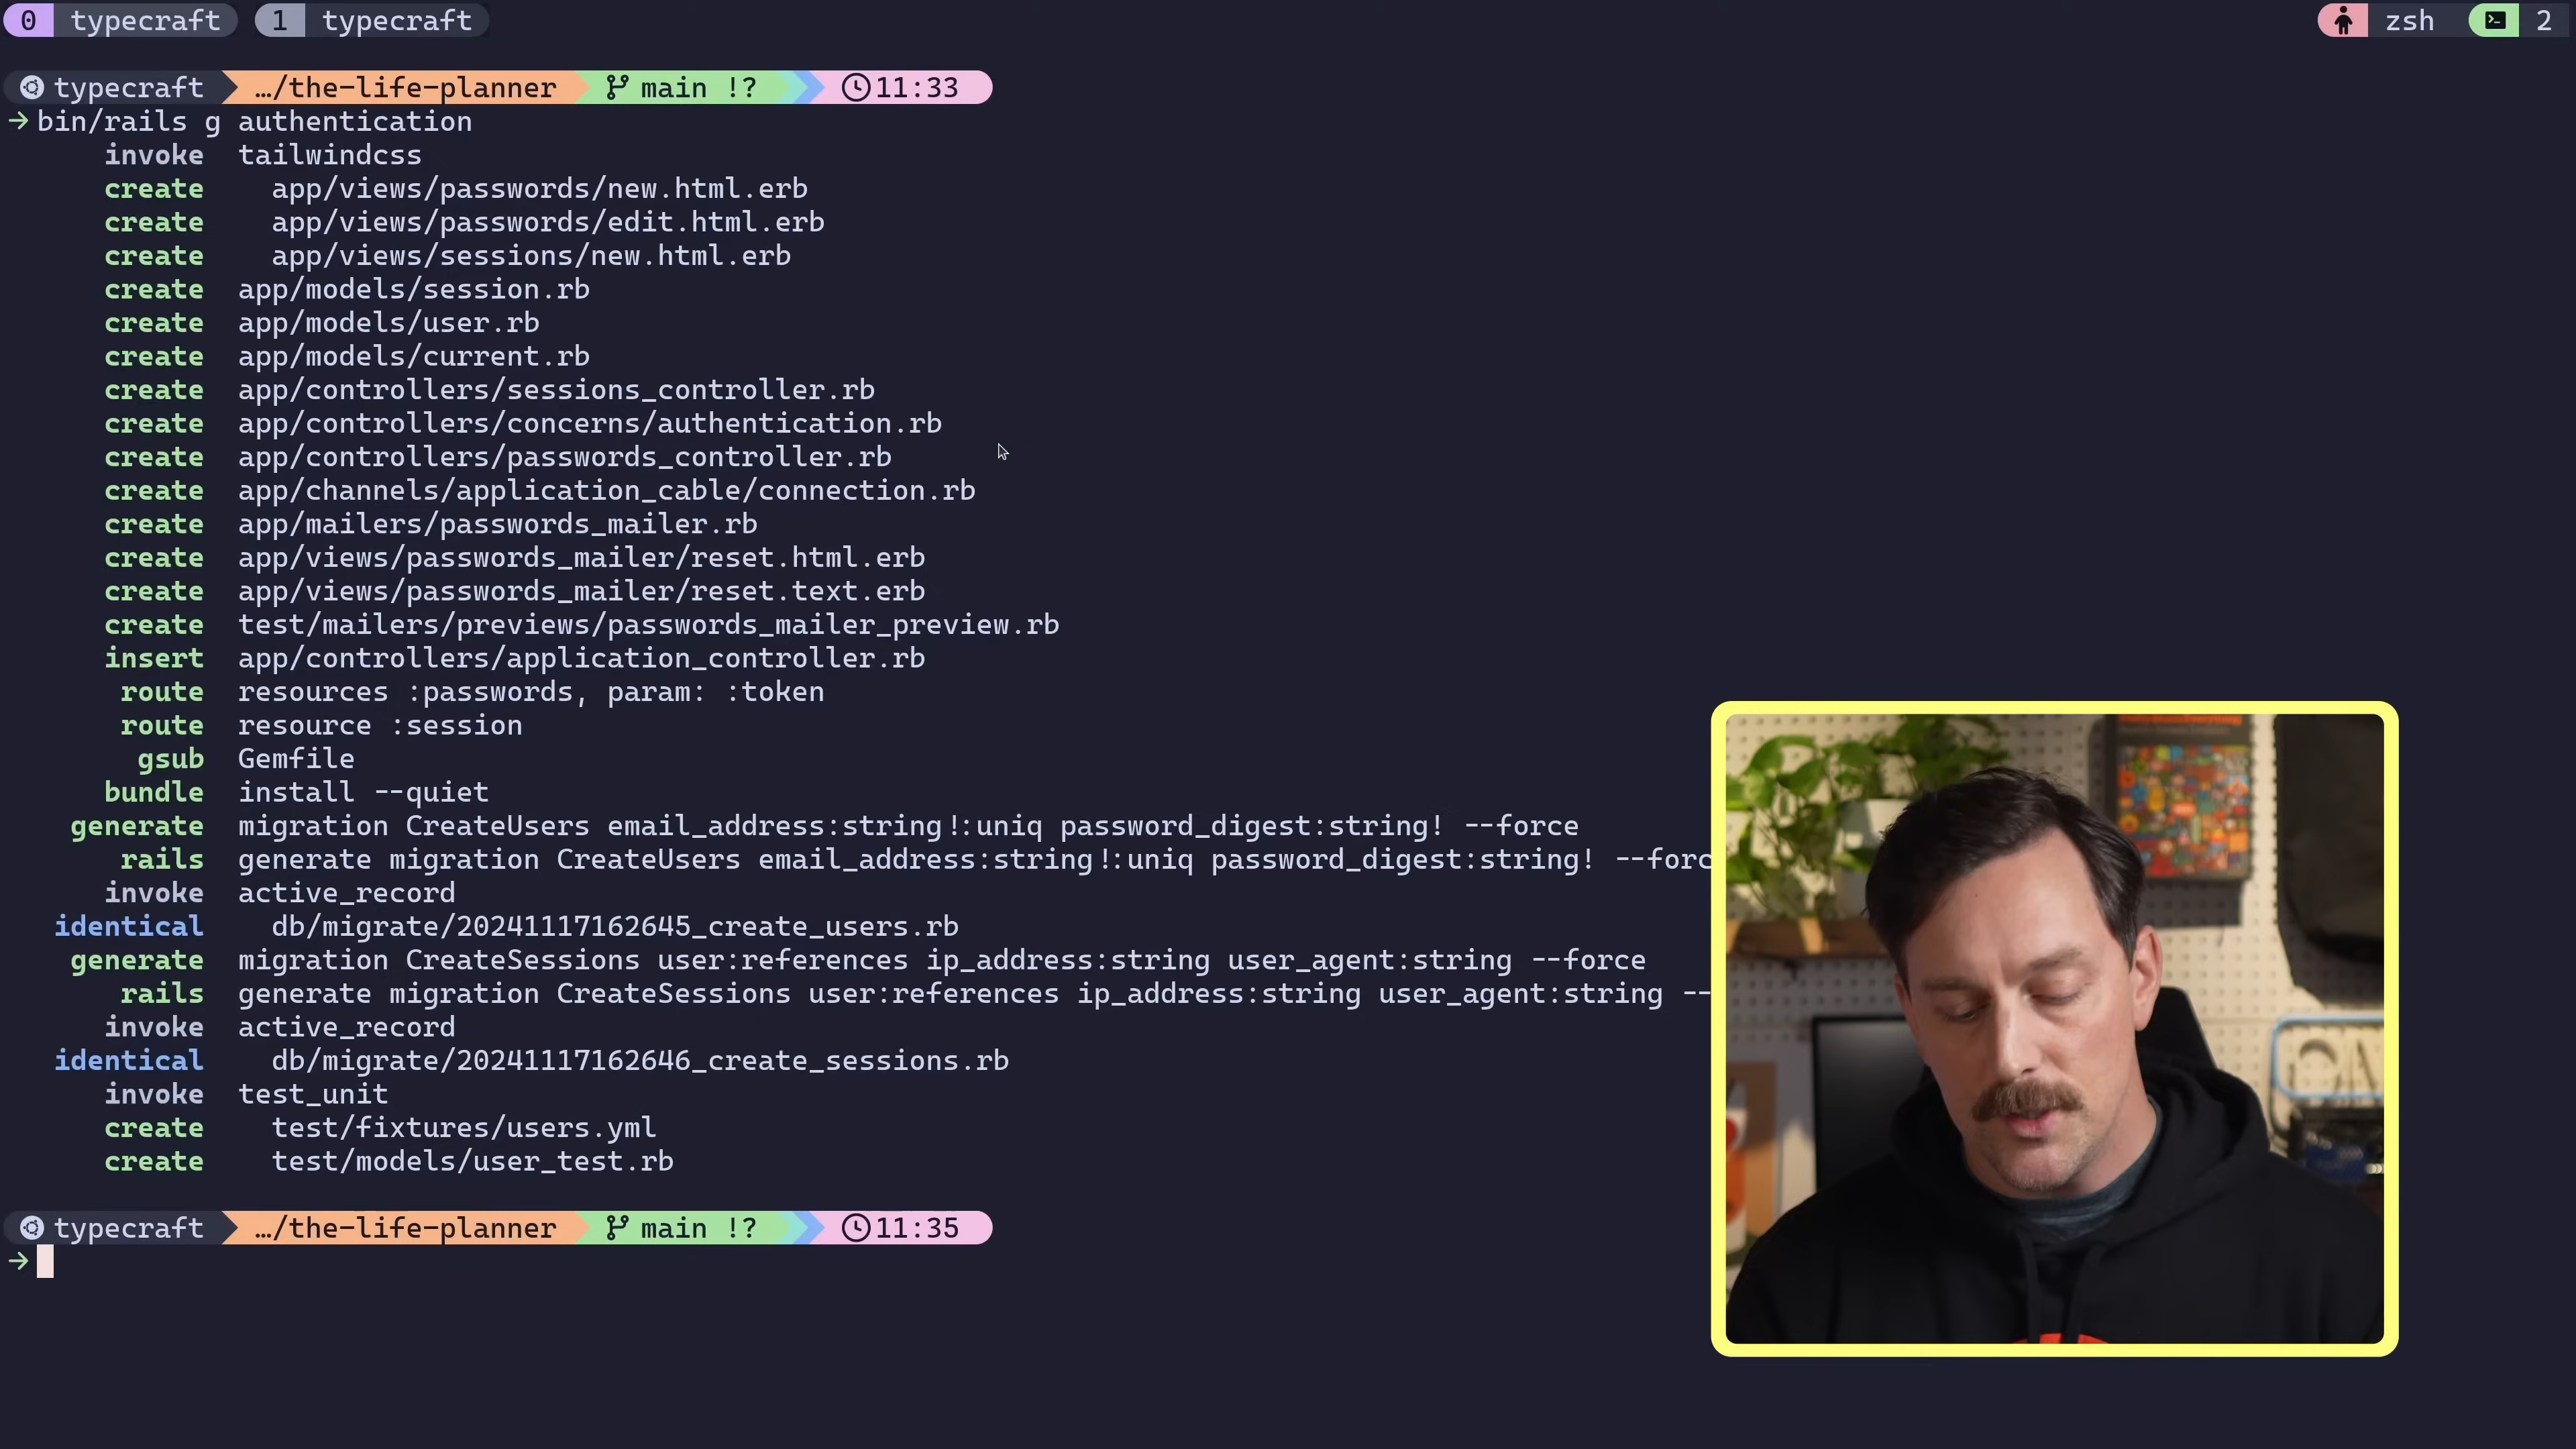 0 typecraft 1 typecraft zsh 2
typecraft …/the-life-planner main !? 11:33
→ bin/rails g authentication
invoke tailwindcss
create app/views/passwords/new.html.erb
create app/views/passwords/edit.html.erb
create app/views/sessions/new.html.erb
create app/models/session.rb
create app/models/user.rb
create app/models/current.rb
create app/controllers/sessions_controller.rb
create app/controllers/concerns/authentication.rb
create app/controllers/passwords_controller.rb
create app/channels/application_cable/connection.rb
create app/mailers/passwords_mailer.rb
create app/views/passwords_mailer/reset.html.erb
create app/views/passwords_mailer/reset.text.erb
create test/mailers/previews/passwords_mailer_preview.rb
insert app/controllers/application_controller.rb
route resources :passwords, param: :token
route resource :session
gsub Gemfile
bundle install --quiet
generate migration CreateUsers email_address:string!:uniq password_digest:string! --force
rails generate migration CreateUsers email_address:string!:uniq password_digest:string! --forc
invoke active_record
identical db/migrate/20241117162645_create_users.rb
generate migration CreateSessions user:references ip_address:string user_agent:string --force
rails generate migration CreateSessions user:references ip_address:string user_agent:string --
invoke active_record
identical db/migrate/20241117162646_create_sessions.rb
invoke test_unit
create test/fixtures/users.yml
create test/models/user_test.rb
typecraft …/the-life-planner main !? 11:35
→